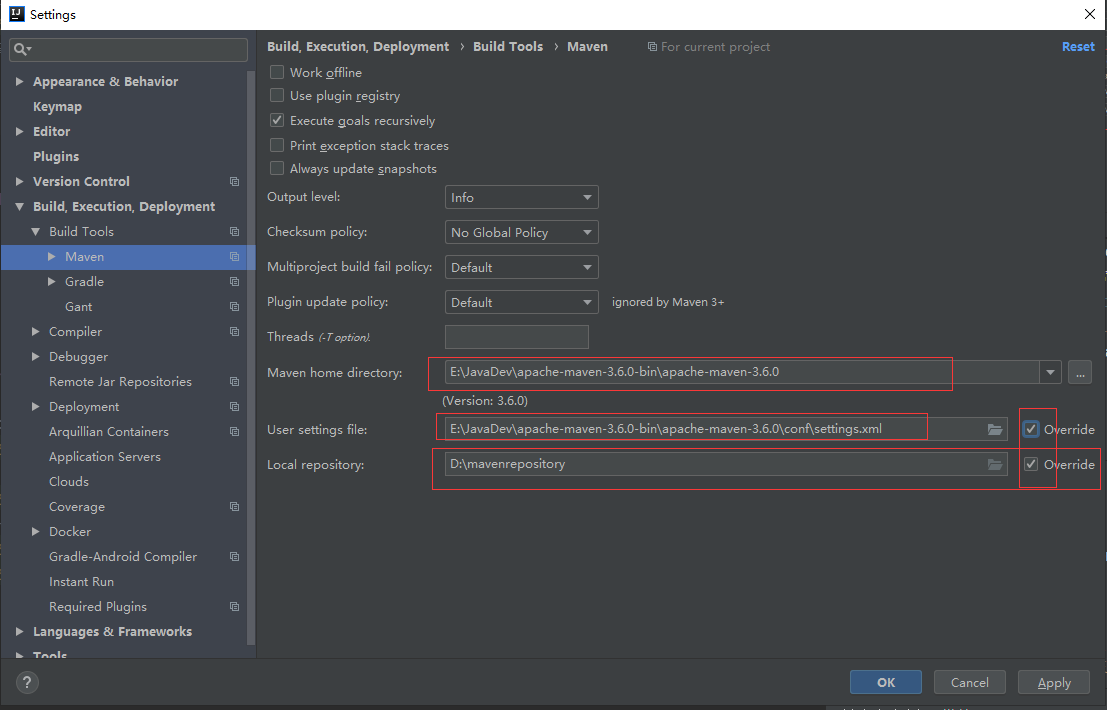 Settings
Build, Execution, Deployment › Build Tools › Maven For current project Reset
Appearance & Behavior
Keymap
Editor
Plugins
Version Control
Build, Execution, Deployment
Build Tools
Maven
Gradle
Gant
Compiler
Debugger
Remote Jar Repositories
Deployment
Arquillian Containers
Application Servers
Clouds
Coverage
Docker
Gradle-Android Compiler
Instant Run
Required Plugins
Languages & Frameworks
Tools
Work offline
Use plugin registry
Execute goals recursively
Print exception stack traces
Always update snapshots
Output level: Info
Checksum policy: No Global Policy
Multiproject build fail policy: Default
Plugin update policy: Default ignored by Maven 3+
Threads (-T option).
Maven home directory: E:\JavaDev\apache-maven-3.6.0-bin\apache-maven-3.6.0 ...
(Version: 3.6.0)
User settings file: E:\JavaDev\apache-maven-3.6.0-bin\apache-maven-3.6.0\conf\settings.xml Override
Local repository: D:\mavenrepository Override
? OK Cancel Apply